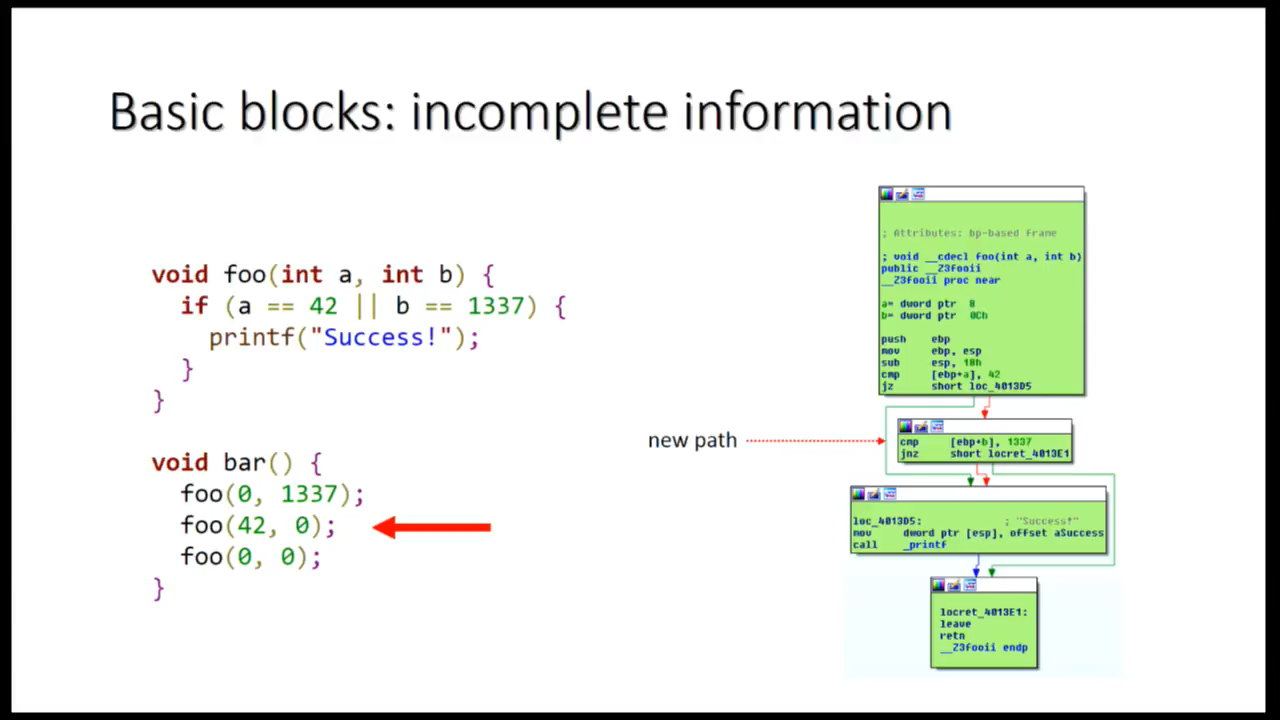 Basic blocks: incomplete information
void foo(int a, int b) {
if (a == 42 || b == 1337) {
printf("Success!");
}
}
void bar() {
foo(0, 1337);
foo(42, 0);
foo(0, 0);
}
; Attributes: bp-based frame
; void __cdecl foo(int a, int b)
public __Z3fooii
__Z3fooii proc near
a= dword ptr 8
b= dword ptr 0Ch
push ebp
mov ebp, esp
sub esp, 18h
cmp [ebp+a], 42
jz short loc_4013D5
new path
cmp [ebp+b], 1337
jnz short locret_4013E1
loc_4013D5: ; "Success!"
mov dword ptr [esp], offset aSuccess
call _printf
locret_4013E1:
leave
retn
__Z3fooii endp